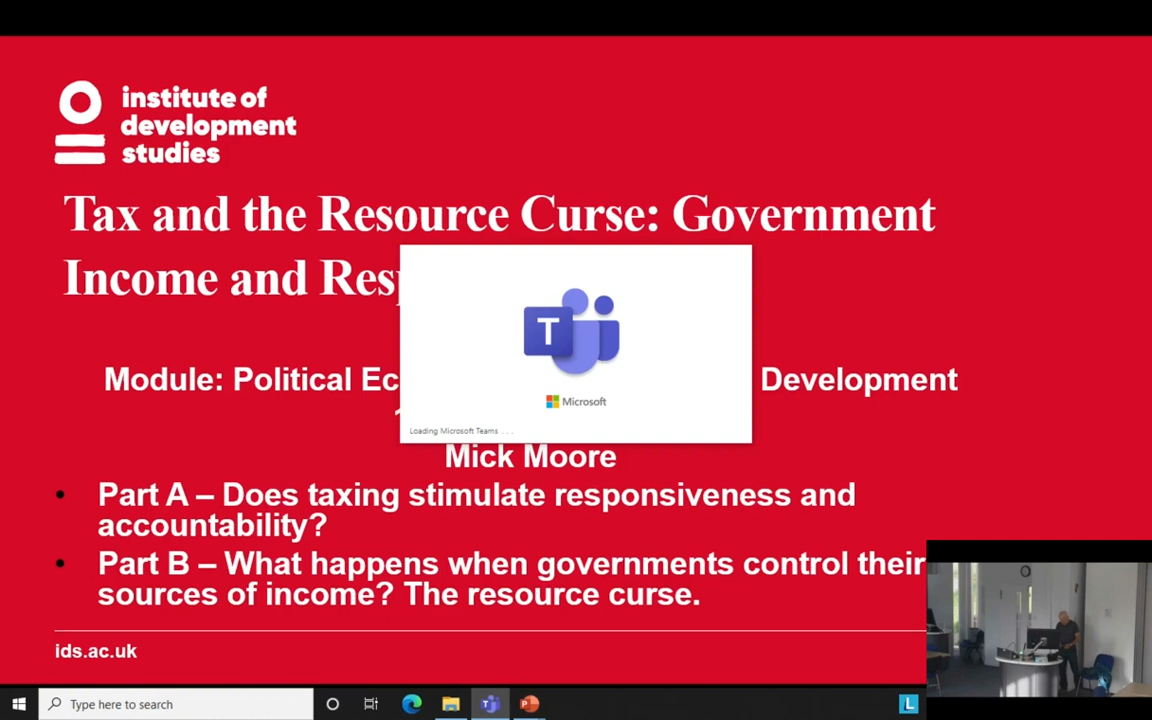 institute of
development
studies
Tax and the Resource Curse: Government
Income and
T
Microsoft
Loading Microsoft Teams . . .
Module: Political Development
Mick Moore
• Part A – Does taxing stimulate responsiveness and
accountability?
• Part B – What happens when governments control their
sources of income? The resource curse.
ids.ac.uk
Type here to search
T
P
L